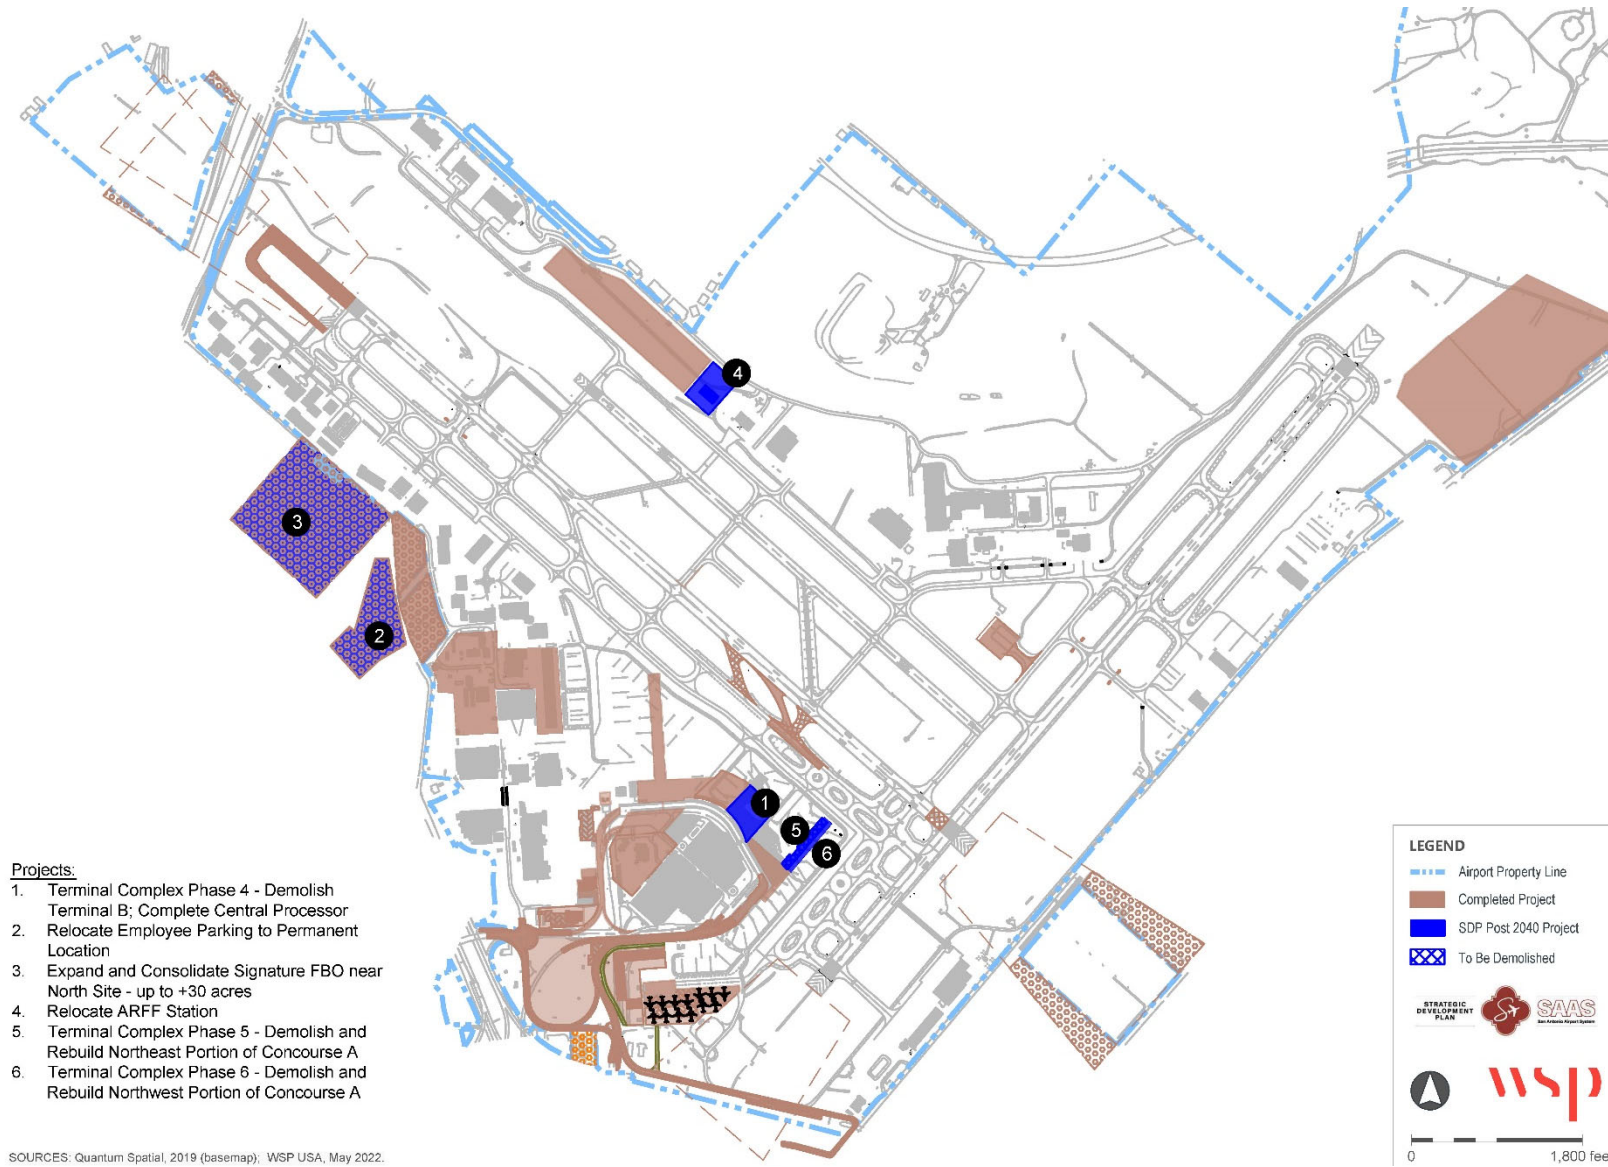 4
3
2
1
5
6
Projects:
1. Terminal Complex Phase 4 - Demolish
Terminal B; Complete Central Processor
2. Relocate Employee Parking to Permanent
Location
3. Expand and Consolidate Signature FBO near
North Site - up to +30 acres
4. Relocate ARFF Station
5. Terminal Complex Phase 5 - Demolish and
Rebuild Northeast Portion of Concourse A
6. Terminal Complex Phase 6 - Demolish and
Rebuild Northwest Portion of Concourse A
SOURCES: Quantum Spatial, 2019 (basemap); WSP USA, May 2022.
LEGEND
Airport Property Line
Completed Project
SDP Post 2040 Project
To Be Demolished
STRATEGIC
DEVELOPMENT
PLAN
SAAS
San Antonio Airport System
wsp
0 1,800 fee